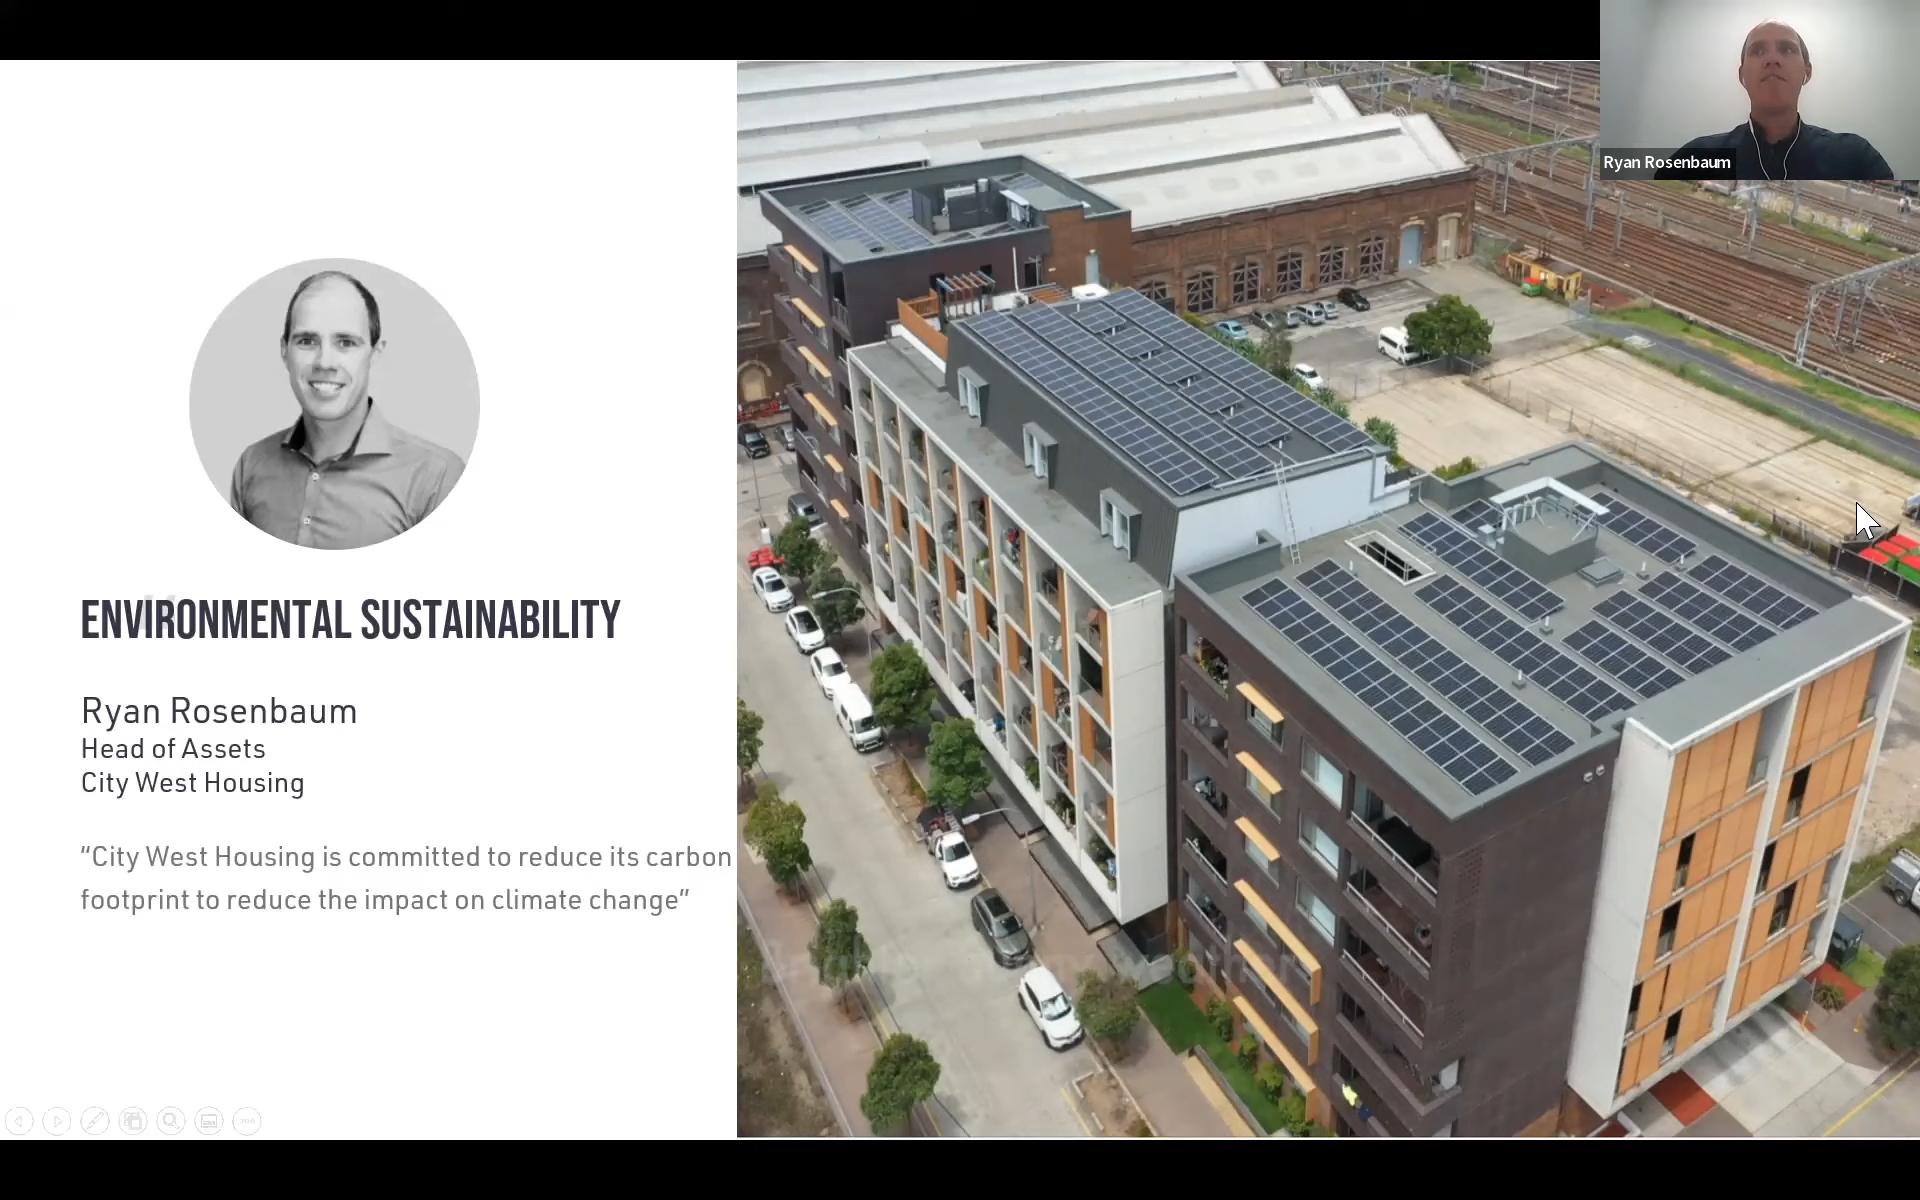 Ryan Rosenbaum
ENVIRONMENTAL SUSTAINABILITY
Ryan Rosenbaum
Head of Assets
City West Housing
“City West Housing is committed to reduce its carbon
footprint to reduce the impact on climate change”